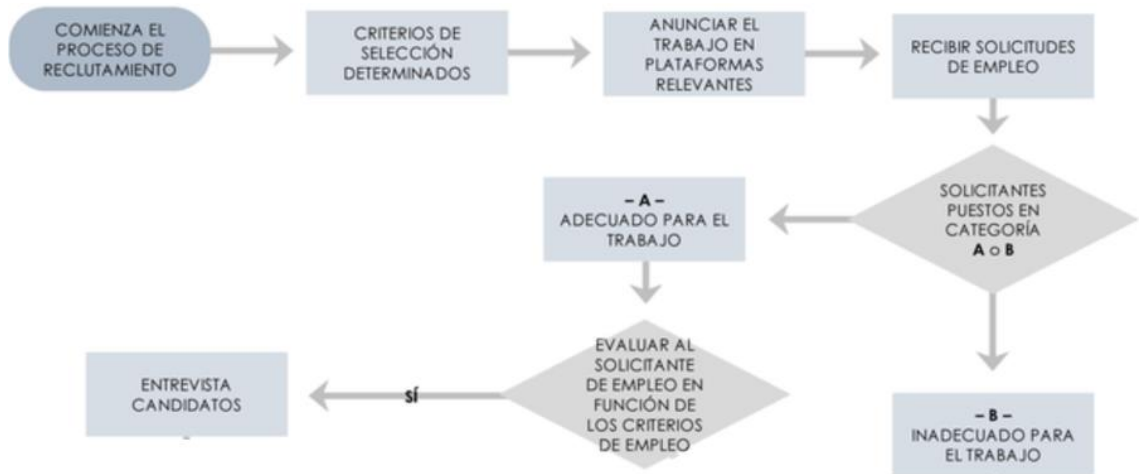 COMIENZA EL
PROCESO DE
RECLUTAMIENTO
CRITERIOS DE
SELECCIÓN
DETERMINADOS
ANUNCIAR EL
TRABAJO EN
PLATAFORMAS
RELEVANTES
RECIBIR SOLICITUDES
DE EMPLEO
SOLICITANTES
PUESTOS EN
CATEGORÍA
A o B
– A –
ADECUADO PARA EL
TRABAJO
EVALUAR AL
SOLICITANTE
DE EMPLEO EN
FUNCIÓN DE
LOS CRITERIOS
DE EMPLEO
SÍ
ENTREVISTA
CANDIDATOS
– B –
INADECUADO PARA
EL TRABAJO